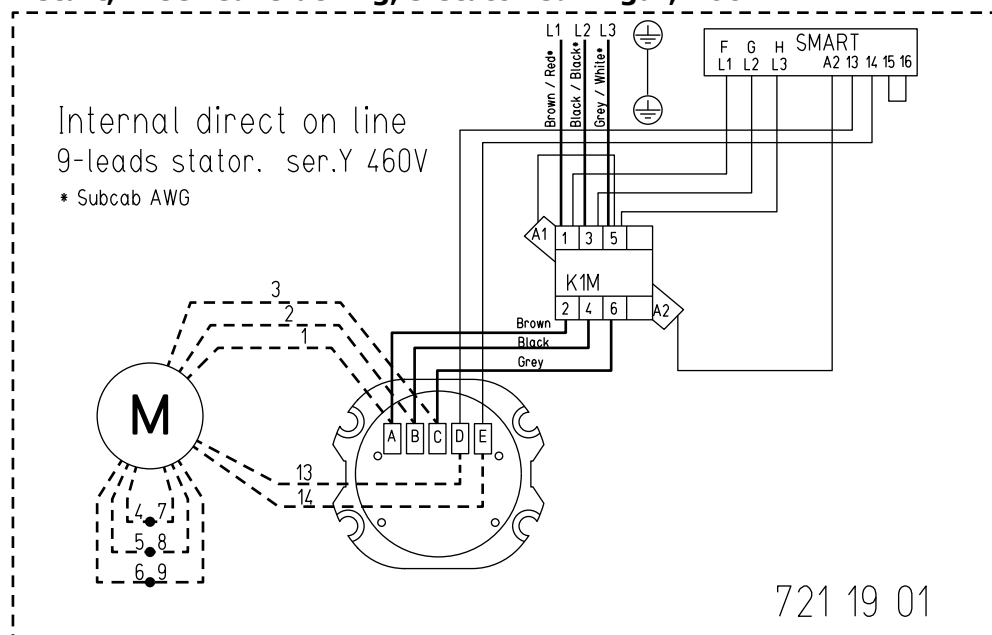 L1 L2 L3
Brown / Red*
Black / Black*
Grey / White*
F G H SMART
L1 L2 L3 A2 13 14 15 16
Internal direct on line
9-leads stator. ser.Y 460V
* Subcab AWG
A1 1 3 5
K1M
2 4 6 A2
Brown
Black
Grey
3
2
1
M
A B C D E
13
14
4 7
5 8
6 9
721 19 01